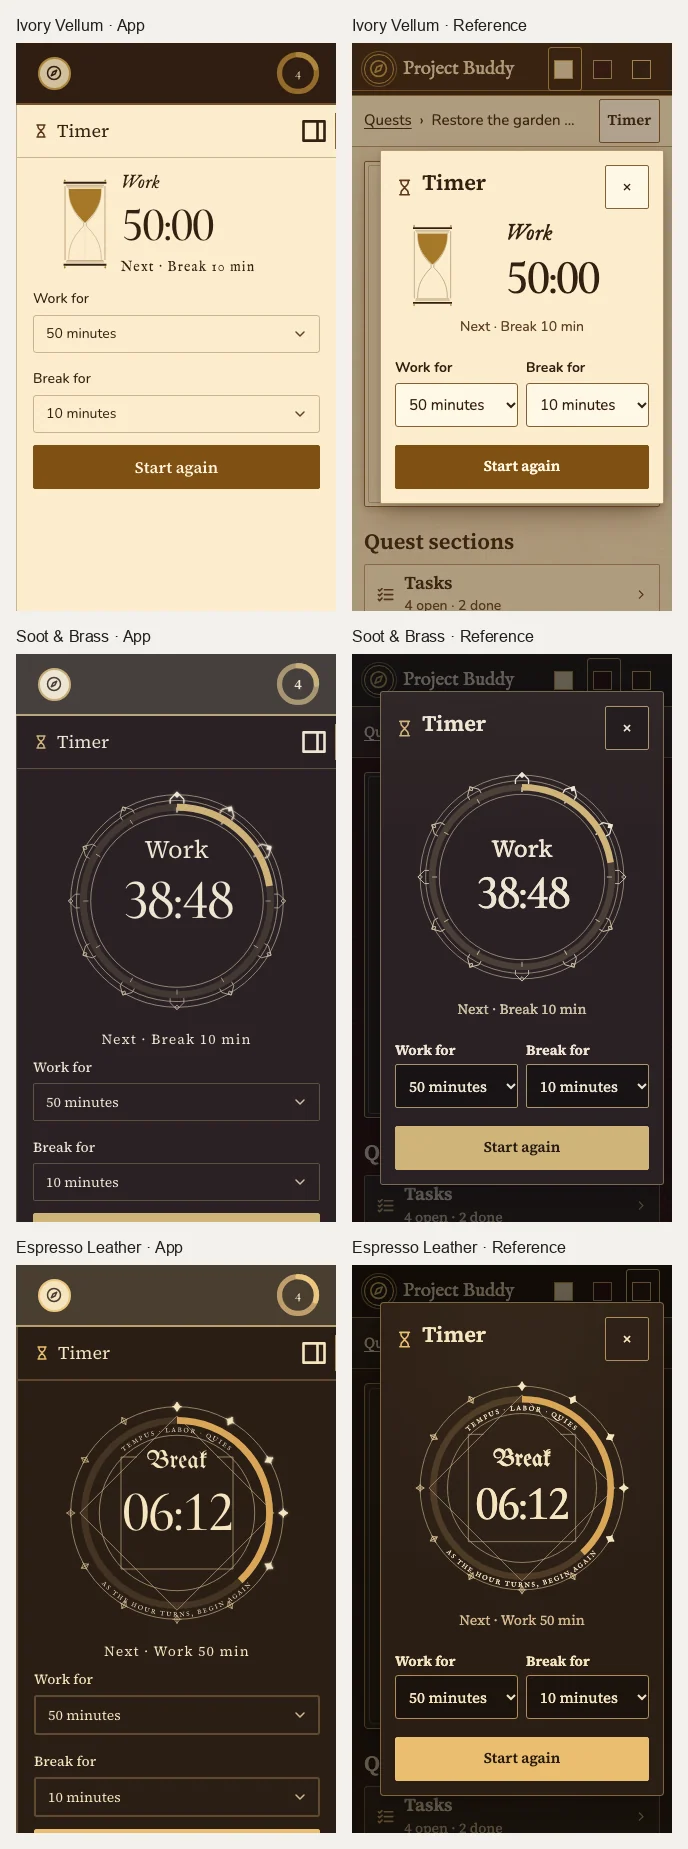 Ivory Vellum · App
4
Timer
Work
50:00
Next · Break 10 min
Work for
50 minutes
Break for
10 minutes
Start again
Ivory Vellum · Reference
Project Buddy
Quests › Restore the garden ... Timer
Timer
×
Work
50:00
Next · Break 10 min
Work for Break for
50 minutes 10 minutes
Start again
Quest sections
Tasks
4 open · 2 done
Soot & Brass · App
4
Timer
Work
38:48
Next · Break 10 min
Work for
50 minutes
Break for
10 minutes
Soot & Brass · Reference
Project Buddy
Qu
Timer
×
Work
38:48
Next · Break 10 min
Work for Break for
50 minutes 10 minutes
Start again
Q
Tasks
4 open · 2 done
Espresso Leather · App
4
Timer
TEMPUS · LABOR · QUIES
Break
06:12
AS THE HOUR TURNS, BEGIN AGAIN
Next · Work 50 min
Work for
50 minutes
Break for
10 minutes
Espresso Leather · Reference
Project Buddy
Qu
Timer
×
TEMPUS · LABOR · QUIES
Break
06:12
AS THE HOUR TURNS, BEGIN AGAIN
Next · Work 50 min
Work for Break for
50 minutes 10 minutes
Start again
Q
Tasks
4 open · 2 done